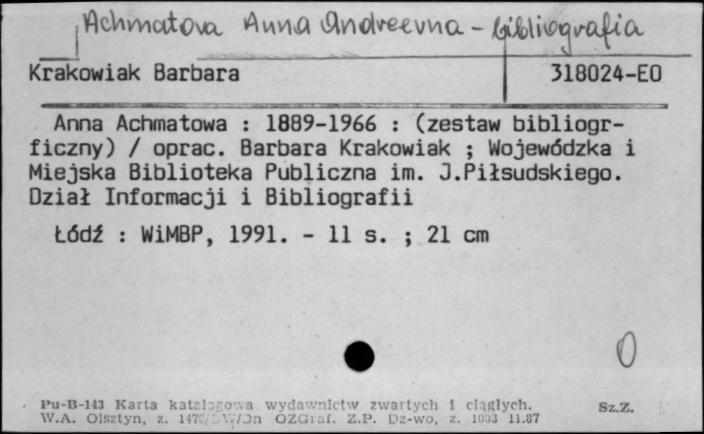 Achmatova Anna Andreevna - bibliografia
Krakowiak Barbara 318024-EO
Anna Achmatowa : 1889-1966 : (zestaw bibliogr-
ficzny) / oprac. Barbara Krakowiak ; Wojewódzka i
Miejska Biblioteka Publiczna im. J.Piłsudskiego.
Dział Informacji i Bibliografii
Łódź : WiMBP, 1991. - 11 s. ; 21 cm
0
Pu-B-143 Karta katalogowa wydawnictw zwartych i ciągłych. Sz.Z.
W.A. Olsztyn, z. OZGraf. Z.P. Dz-wo, z. 11.87